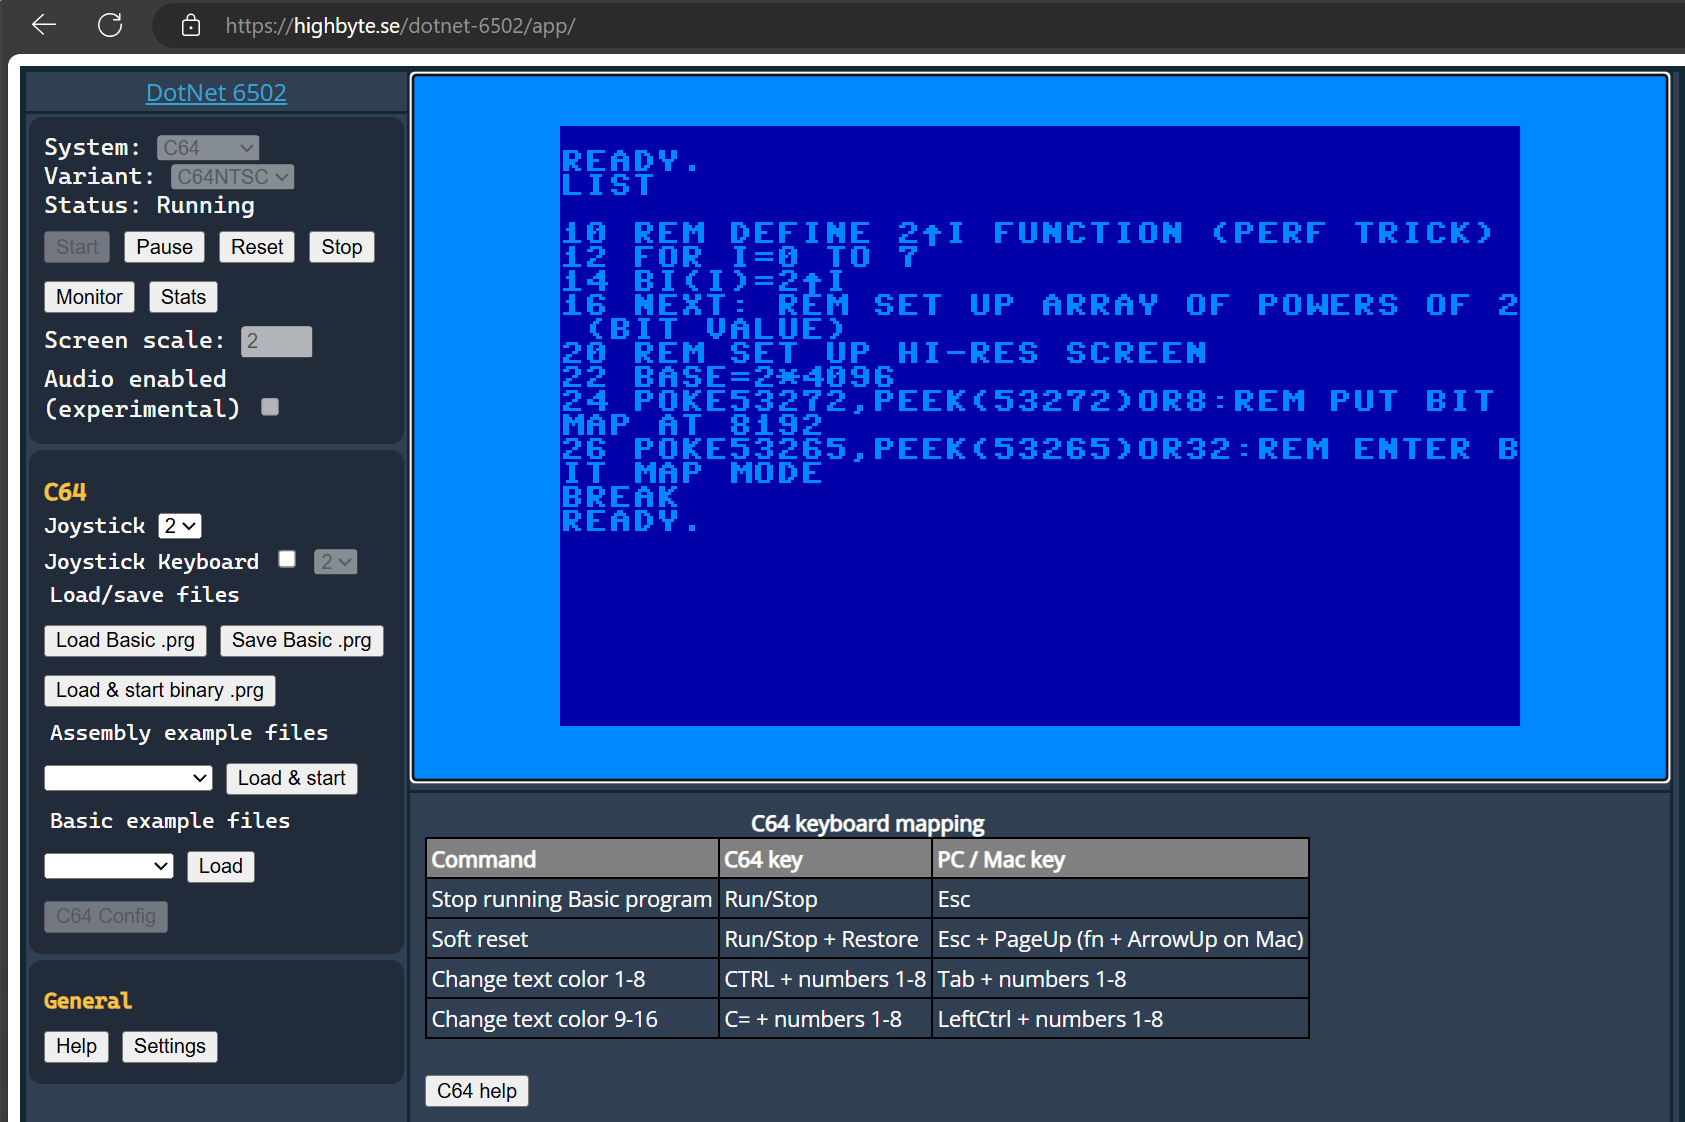 https://highbyte.se/dotnet-6502/app/
DotNet 6502
System: C64
Variant: C64NTSC
Status: Running
Start Pause Reset Stop
Monitor Stats
Screen scale: 2
Audio enabled
(experimental)
C64
Joystick 2
Joystick Keyboard 2
Load/save files
Load Basic .prg Save Basic .prg
Load & start binary .prg
Assembly example files
Load & start
Basic example files
Load
C64 Config
General
Help Settings
READY.
LIST
10 REM DEFINE 2↑I FUNCTION (PERF TRICK)
12 FOR I=0 TO 7
14 BI(I)=2↑I
16 NEXT: REM SET UP ARRAY OF POWERS OF 2
(BIT VALUE)
20 REM SET UP HI-RES SCREEN
22 BASE=2*4096
24 POKE53272,PEEK(53272)OR8:REM PUT BIT
MAP AT 8192
26 POKE53265,PEEK(53265)OR32:REM ENTER B
IT MAP MODE
BREAK
READY.
C64 keyboard mapping
Command C64 key PC / Mac key
Stop running Basic program Run/Stop Esc
Soft reset Run/Stop + Restore Esc + PageUp (fn + ArrowUp on Mac)
Change text color 1-8 CTRL + numbers 1-8 Tab + numbers 1-8
Change text color 9-16 C= + numbers 1-8 LeftCtrl + numbers 1-8
C64 help